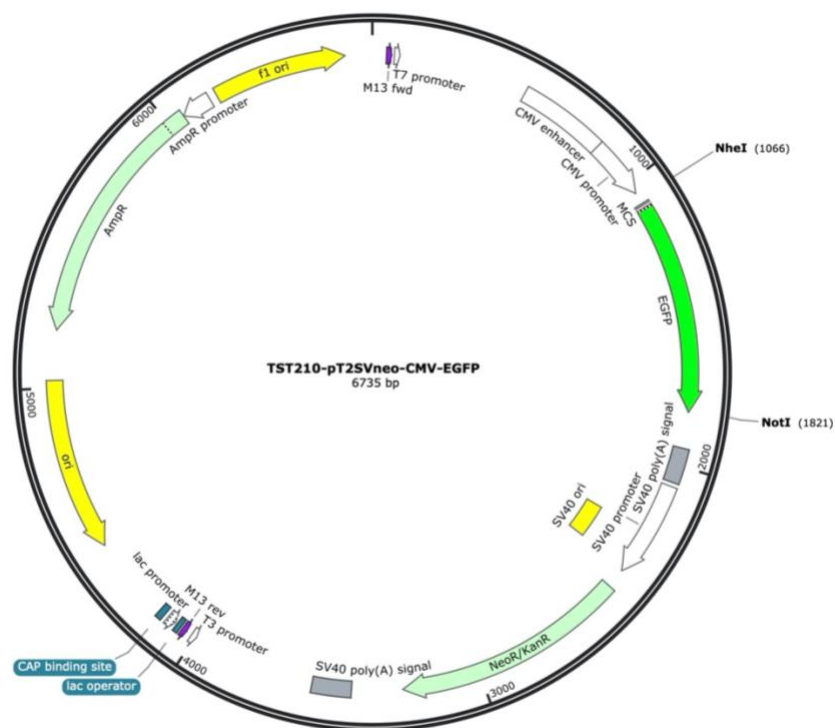 f1 ori
M13 fwd
T7 promoter
6000
AmpR promoter
CMV enhancer
1000
NheI (1066)
CMV promoter
MCS
AmpR
EGFP
TST210-pT2SVneo-CMV-EGFP
6735 bp
5000
NotI (1821)
2000
SV40 poly(A) signal
SV40 promoter
SV40 ori
ori
lac promoter
M13 rev
T3 promoter
CAP binding site
lac operator
4000
SV40 poly(A) signal
NeoR/KanR
3000